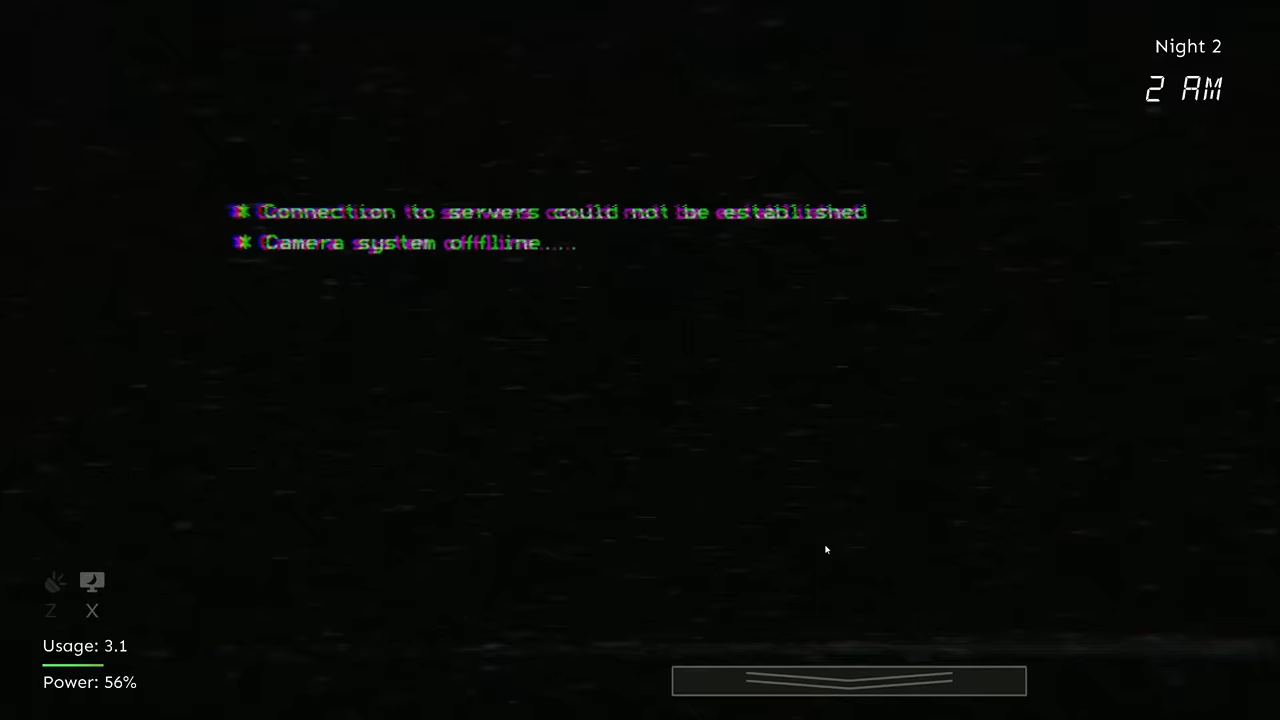 Night 2
2 AM
* Connection to servers could not be established
* Camera system offline.....
Z X
Usage: 3.1
Power: 56%